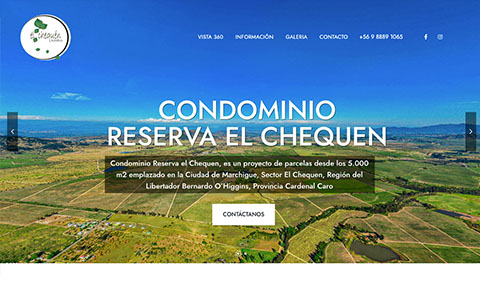 el chequén
VISTA 360 INFORMACIÓN GALERIA CONTACTO +56 9 8889 1065
CONDOMINIO
RESERVA EL CHEQUEN
Condominio Reserva el Chequen, es un proyecto de parcelas desde los 5.000
m2 emplazado en la Ciudad de Marchigue, Sector El Chequen, Región del
Libertador Bernardo O'Higgins, Provincia Cardenal Caro
CONTÁCTANOS